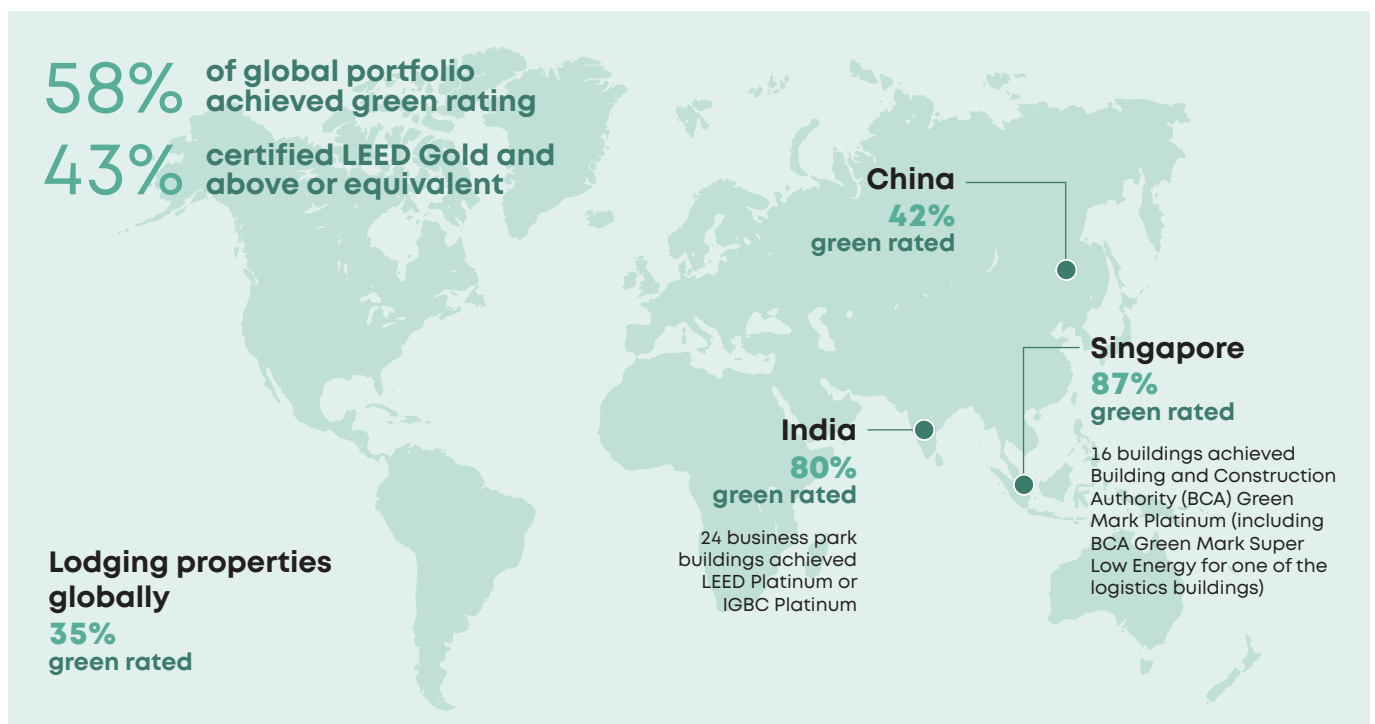 58%
of global portfolio
achieved green rating
43%
certified LEED Gold and
above or equivalent
China
42%
green rated
Singapore
87%
green rated
16 buildings achieved
Building and Construction
Authority (BCA) Green
Mark Platinum (including
BCA Green Mark Super
Low Energy for one of the
logistics buildings)
India
80%
green rated
24 business park
buildings achieved
LEED Platinum or
IGBC Platinum
Lodging properties
globally
35%
green rated